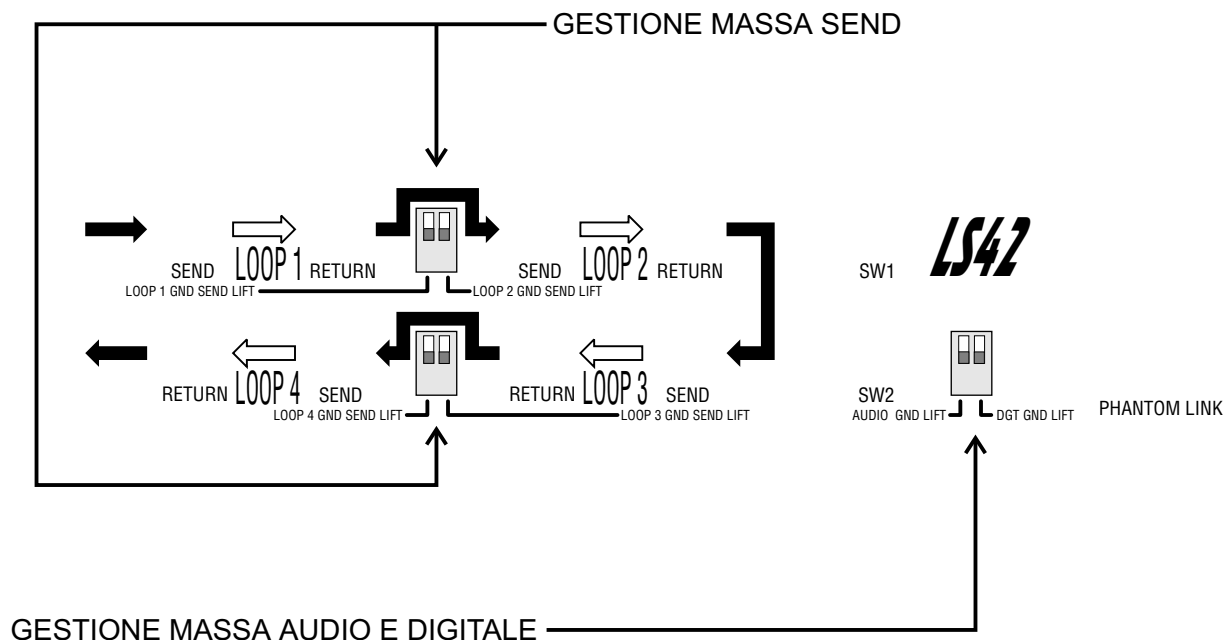 GESTIONE MASSA SEND
SEND LOOP 1 RETURN
SEND LOOP 2 RETURN
SW1
LS42
LOOP 1 GND SEND LIFT
LOOP 2 GND SEND LIFT
RETURN LOOP 4 SEND
RETURN LOOP 3 SEND
SW2
LOOP 4 GND SEND LIFT
LOOP 3 GND SEND LIFT
AUDIO GND LIFT
DGT GND LIFT
PHANTOM LINK
GESTIONE MASSA AUDIO E DIGITALE